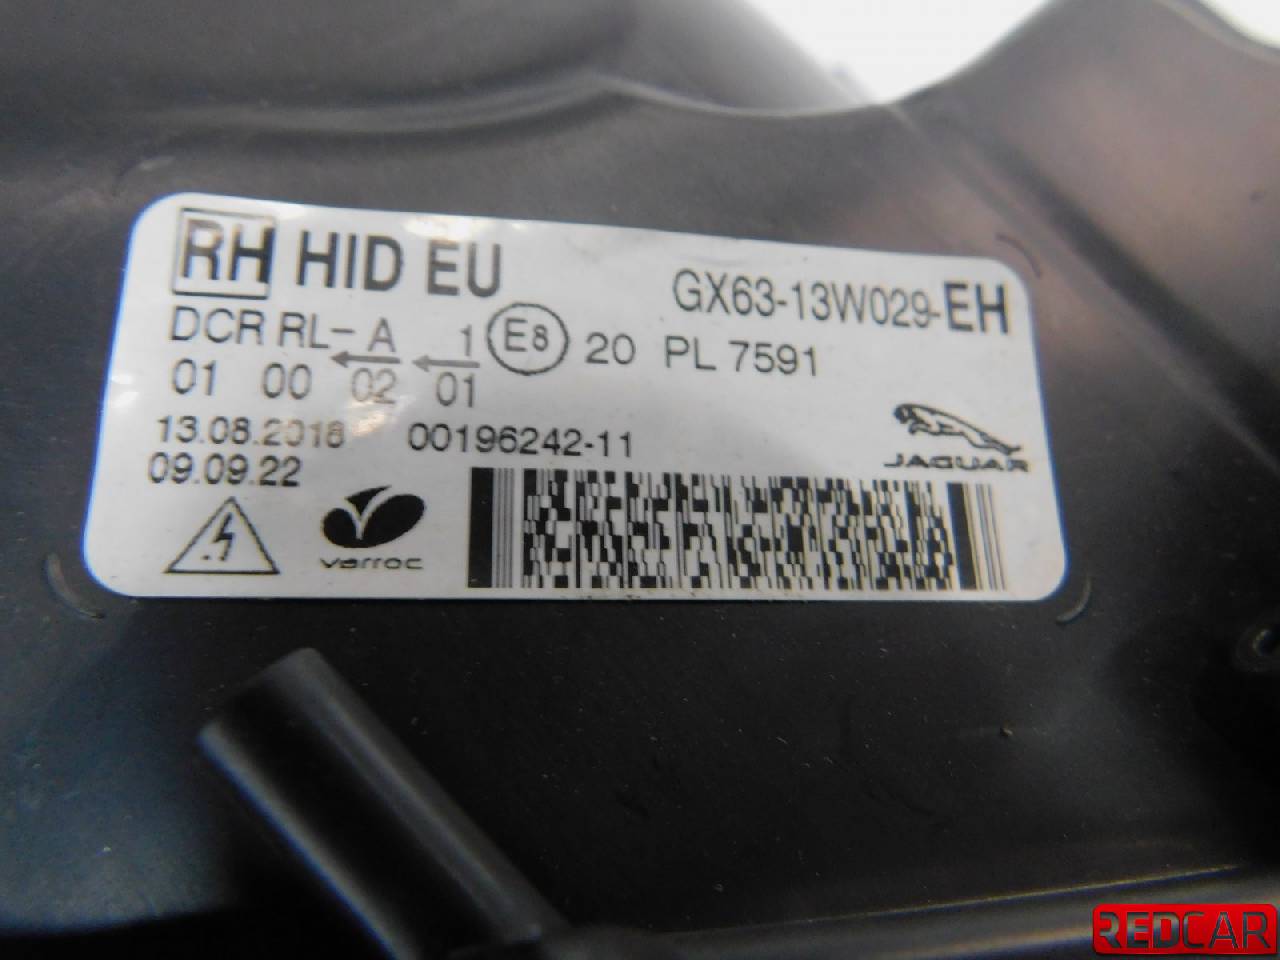 RH HID EU GX63-13W029-EH
DCR RL- A 1 E8 20 PL 7591
01 00 02 01
13.08.2018 00196242-11
09.09.22
JAGUAR
varroc
REDCAR